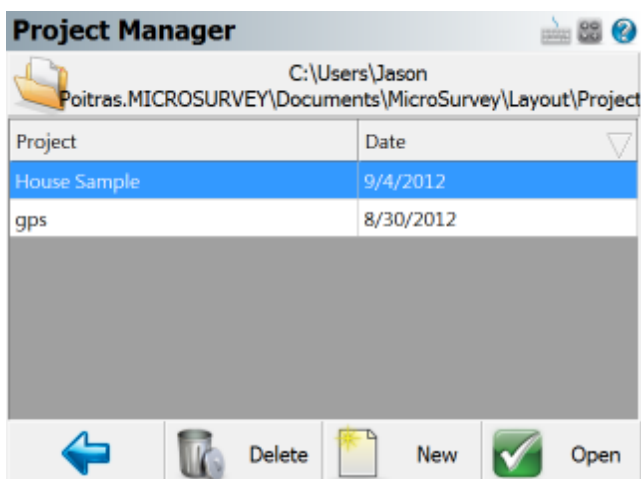 Project Manager
C:\Users\Jason
Poitras.MICROSURVEY\Documents\MicroSurvey\Layout\Project
Project Date
House Sample 9/4/2012
gps 8/30/2012
Delete New Open